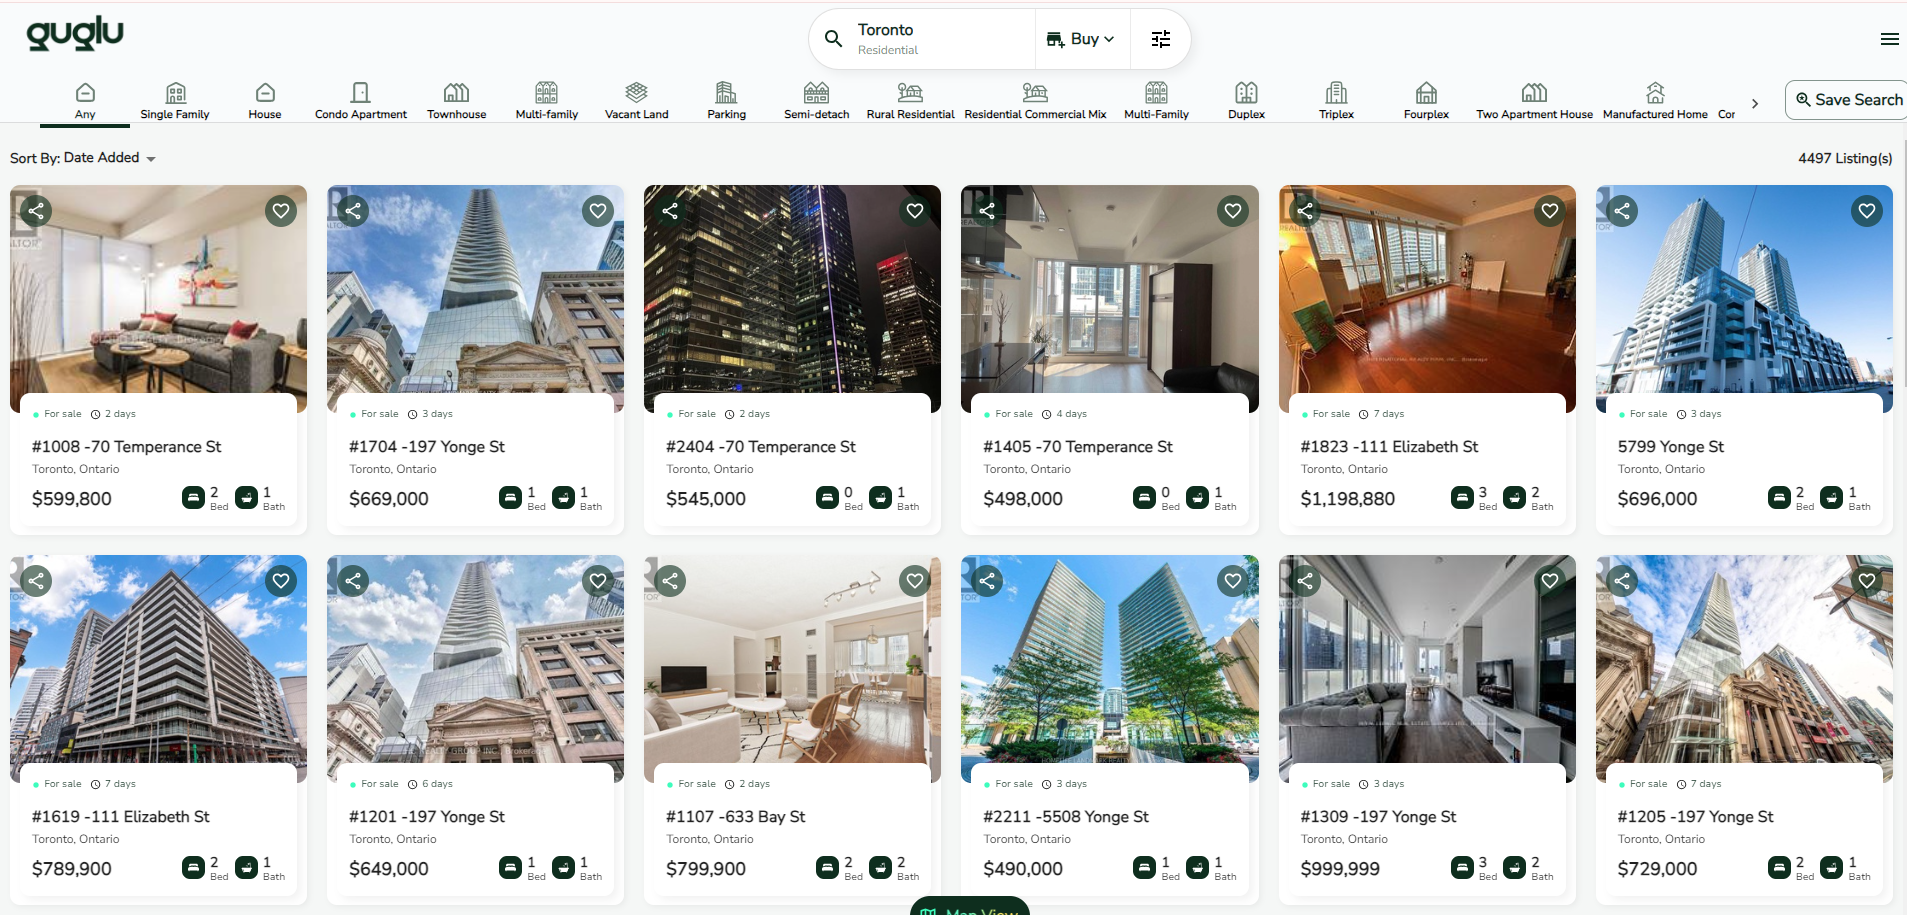 guglu
Toronto
Residential
Buy
Any
Single Family
House
Condo Apartment
Townhouse
Multi-family
Vacant Land
Parking
Semi-detach
Rural Residential
Residential Commercial Mix
Multi-Family
Duplex
Triplex
Fourplex
Two Apartment House
Manufactured Home
Cor
Save Search
Sort By: Date Added
4497 Listing(s)
For sale 2 days
#1008 -70 Temperance St
Toronto, Ontario
$599,800
2 Bed
1 Bath
For sale 3 days
#1704 -197 Yonge St
Toronto, Ontario
$669,000
1 Bed
1 Bath
For sale 2 days
#2404 -70 Temperance St
Toronto, Ontario
$545,000
0 Bed
1 Bath
For sale 4 days
#1405 -70 Temperance St
Toronto, Ontario
$498,000
0 Bed
1 Bath
For sale 7 days
#1823 -111 Elizabeth St
Toronto, Ontario
$1,198,880
3 Bed
2 Bath
For sale 3 days
5799 Yonge St
Toronto, Ontario
$696,000
2 Bed
1 Bath
For sale 7 days
#1619 -111 Elizabeth St
Toronto, Ontario
$789,900
2 Bed
1 Bath
For sale 6 days
#1201 -197 Yonge St
Toronto, Ontario
$649,000
1 Bed
1 Bath
For sale 2 days
#1107 -633 Bay St
Toronto, Ontario
$799,900
2 Bed
2 Bath
For sale 3 days
#2211 -5508 Yonge St
Toronto, Ontario
$490,000
1 Bed
1 Bath
For sale 3 days
#1309 -197 Yonge St
Toronto, Ontario
$999,999
3 Bed
2 Bath
For sale 7 days
#1205 -197 Yonge St
Toronto, Ontario
$729,000
2 Bed
1 Bath
Map View